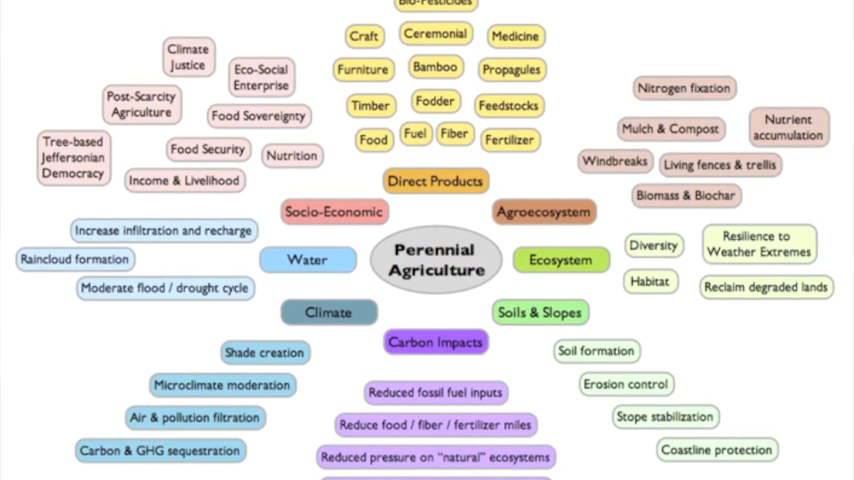 Bio-Pesticides
Craft
Ceremonial
Medicine
Furniture
Bamboo
Propagules
Timber
Fodder
Feedstocks
Food
Fuel
Fiber
Fertilizer
Climate
Justice
Eco-Social
Enterprise
Post-Scarcity
Agriculture
Food Sovereignty
Tree-based
Jeffersonian
Democracy
Food Security
Nutrition
Income & Livelihood
Nitrogen fixation
Mulch & Compost
Nutrient
accumulation
Windbreaks
Living fences & trellis
Biomass & Biochar
Direct Products
Socio-Economic
Agroecosystem
Perennial
Agriculture
Water
Ecosystem
Climate
Soils & Slopes
Carbon Impacts
Increase infiltration and recharge
Raincloud formation
Moderate flood / drought cycle
Diversity
Resilience to
Weather Extremes
Habitat
Reclaim degraded lands
Shade creation
Microclimate moderation
Air & pollution filtration
Carbon & GHG sequestration
Reduced fossil fuel inputs
Reduce food / fiber / fertilizer miles
Reduced pressure on “natural” ecosystems
Soil formation
Erosion control
Stope stabilization
Coastline protection